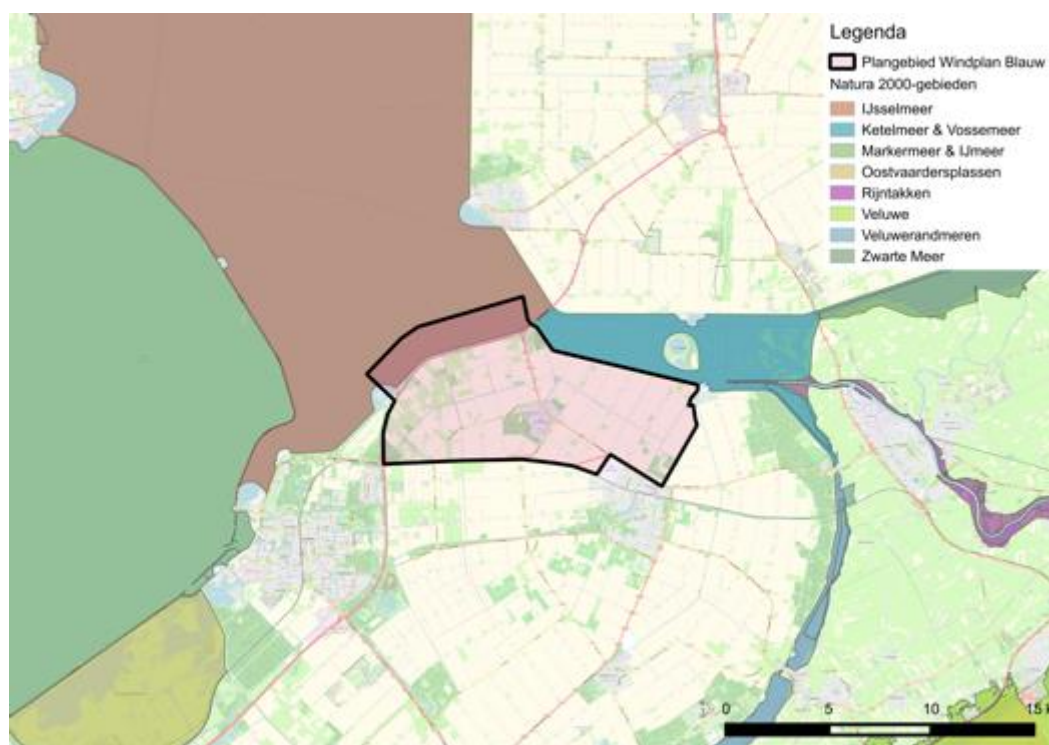 Legenda
Plangebied Windplan Blauw
Natura 2000-gebieden
IJsselmeer
Ketelmeer & Vossemeer
Markermeer & IJmeer
Oostvaardersplassen
Rijntakken
Veluwe
Veluwerandmeren
Zwarte Meer
0 5 10 15 k